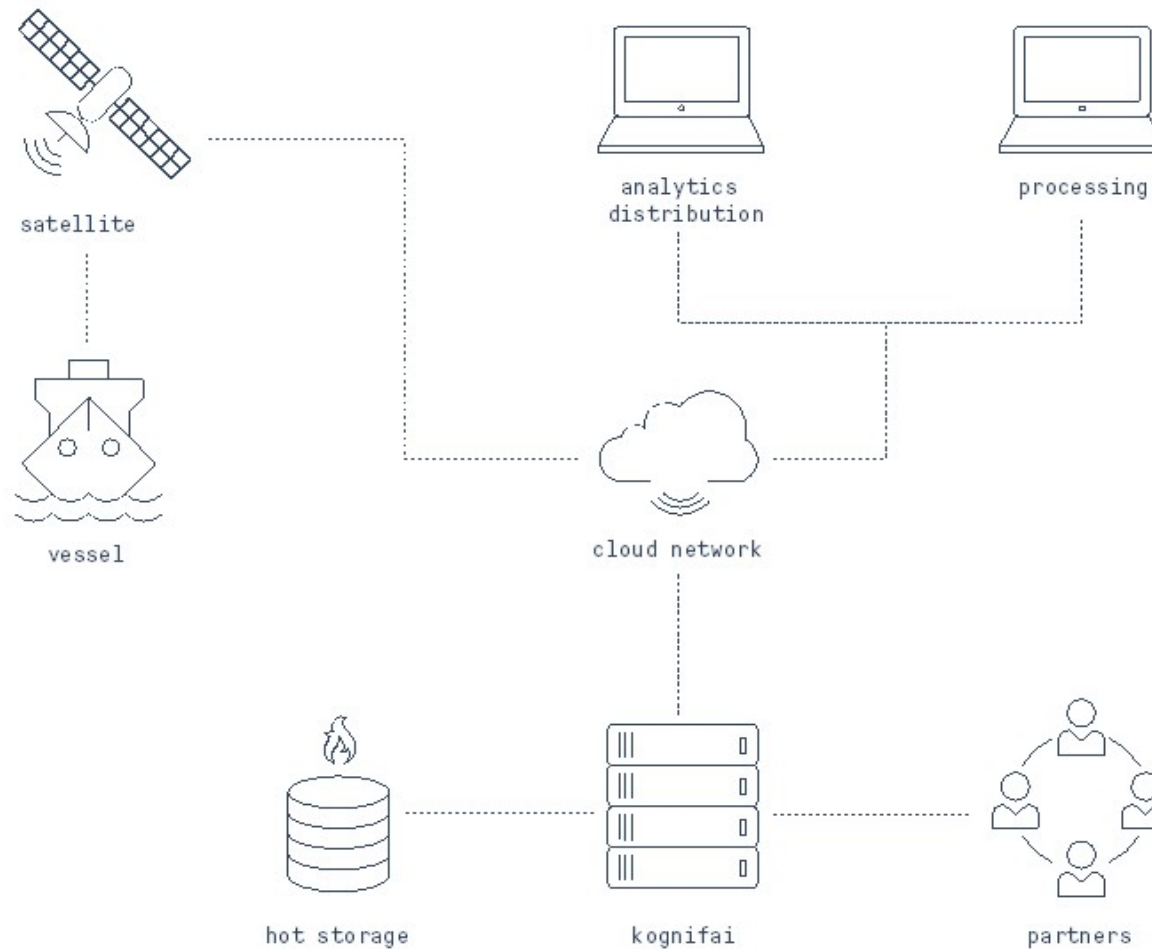 analytics
distribution
processing
satellite
vessel
cloud network
hot storage
kognifai
partners